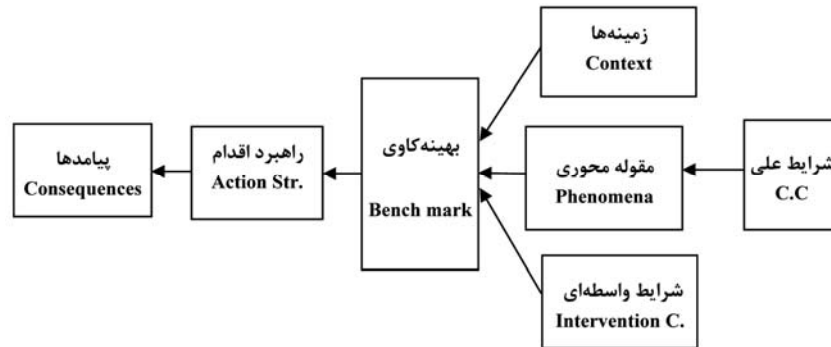 زمینه‌ها
Context
شرایط علی
C.C
مقوله محوری
Phenomena
بهینه‌کاوی
Bench mark
راهبرد اقدام
Action Str.
پیامدها
Consequences
شرایط واسطه‌ای
Intervention C.